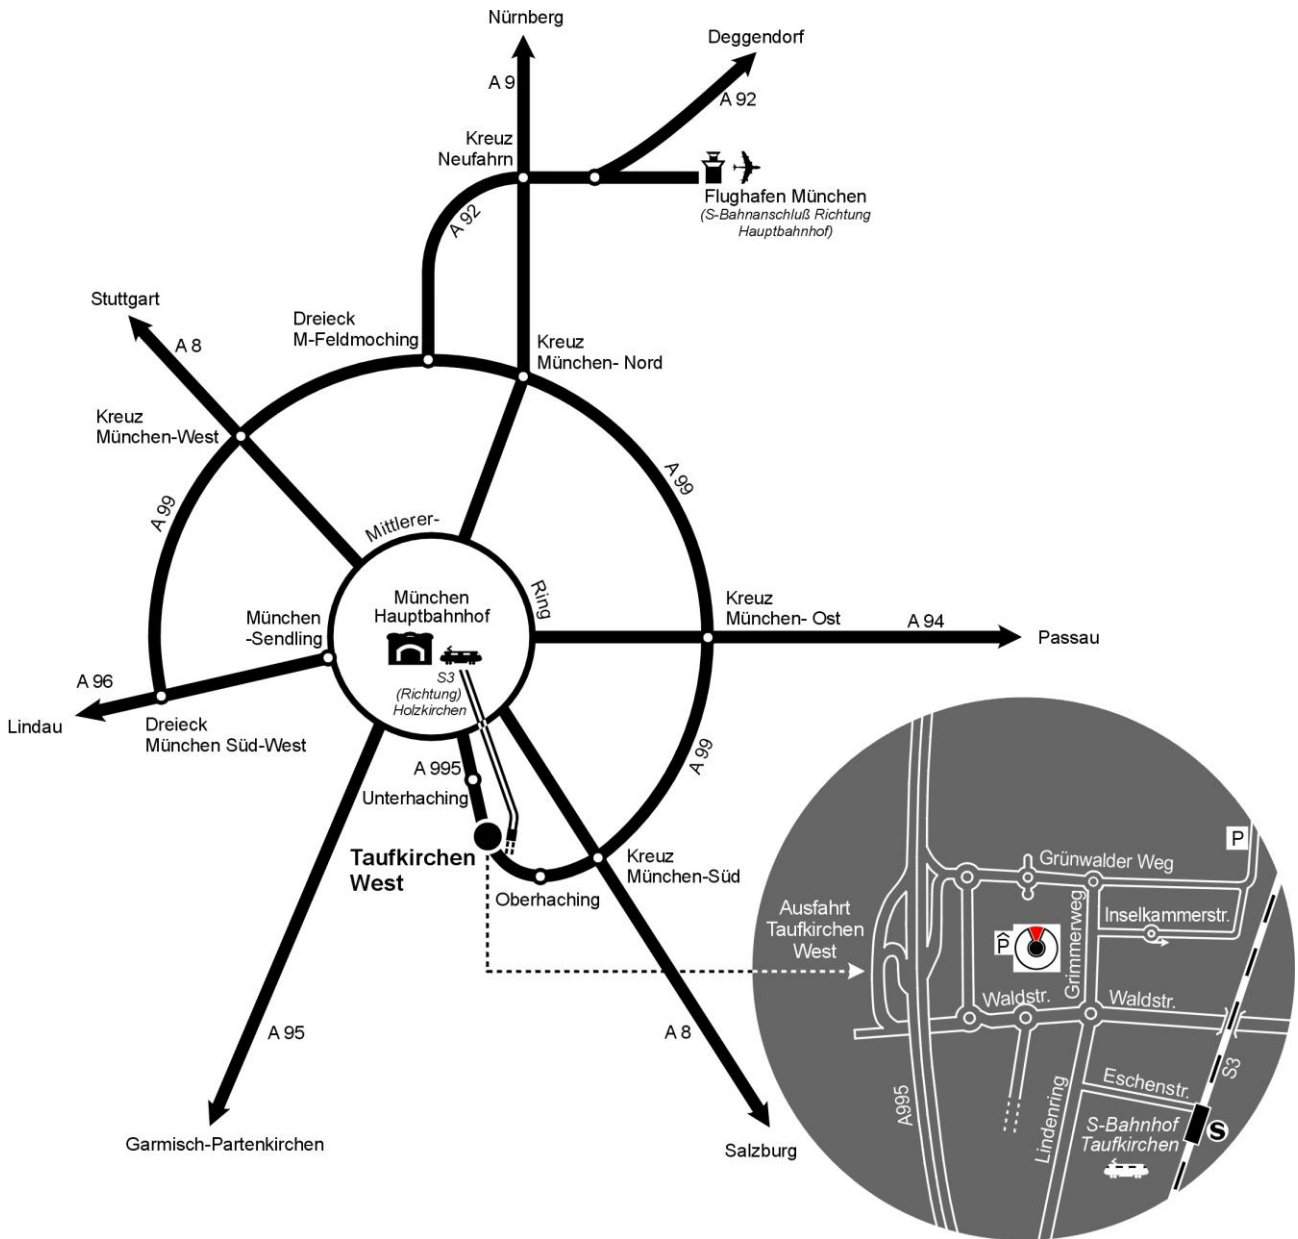 Nürnberg
Deggendorf
A 9
A 92
Kreuz
Neufahrn
Flughafen München
(S-Bahnanschluß Richtung
Hauptbahnhof)
A 92
Stuttgart
A 8
Dreieck
M-Feldmoching
Kreuz
München- Nord
Kreuz
München-West
A 99
A 99
Mittlerer-
Ring
München
Hauptbahnhof
S3
(Richtung)
Holzkirchen
München
-Sendling
Kreuz
München- Ost
A 94
Passau
A 96
Lindau
Dreieck
München Süd-West
A 995
Unterhaching
A 99
Taufkirchen
West
Oberhaching
Kreuz
München-Süd
A 95
A 8
Garmisch-Partenkirchen
Salzburg
P
Grünwalder Weg
Ausfahrt
Taufkirchen
West
Grimmerweg
Inselkammerstr.
P
Waldstr.
Waldstr.
S3
Eschenstr.
A995
Lindenring
S-Bahnhof
Taufkirchen
S